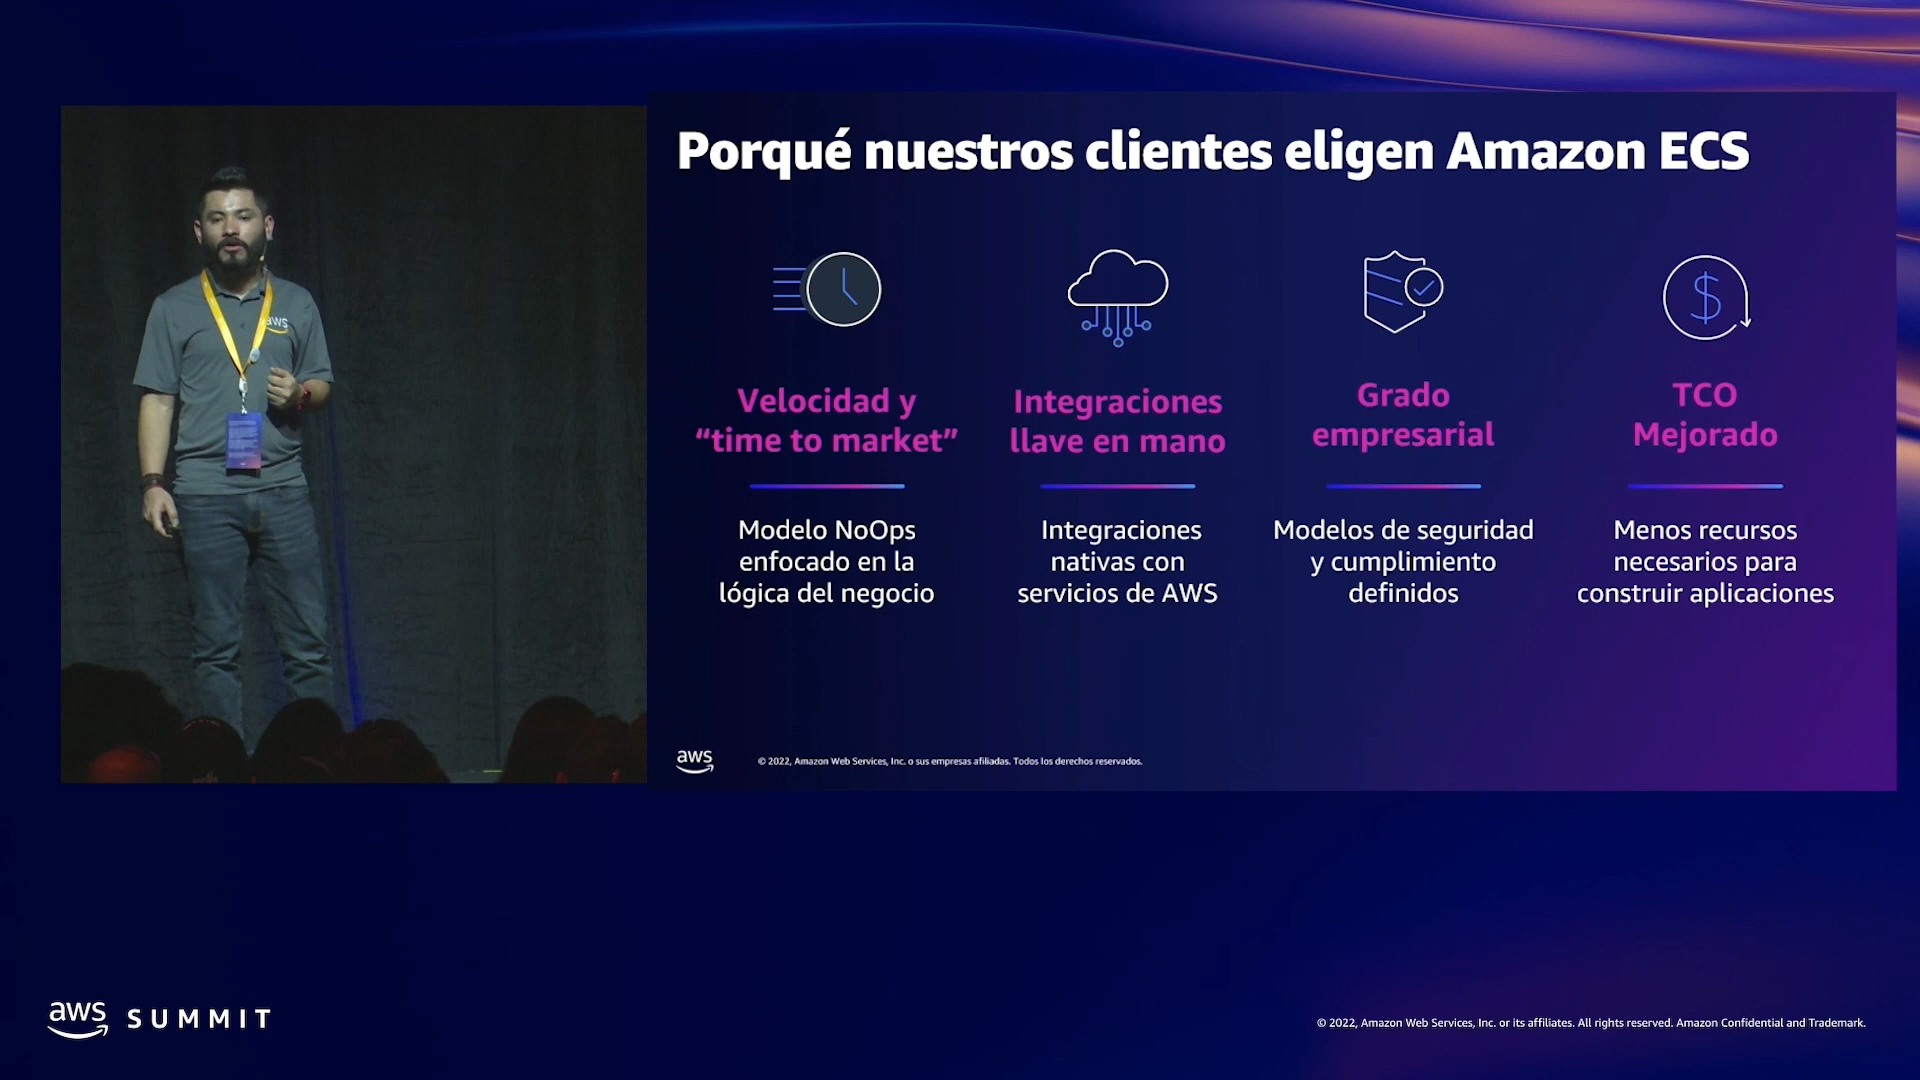 Porqué nuestros clientes eligen Amazon ECS
Velocidad y
“time to market”
Modelo NoOps
enfocado en la
lógica del negocio
Integraciones
llave en mano
Integraciones
nativas con
servicios de AWS
Grado
empresarial
Modelos de seguridad
y cumplimiento
definidos
TCO
Mejorado
Menos recursos
necesarios para
construir aplicaciones
aws
© 2022, Amazon Web Services, Inc. o sus empresas afiliadas. Todos los derechos reservados.
aws
aws SUMMIT
© 2022, Amazon Web Services, Inc. or its affiliates. All rights reserved. Amazon Confidential and Trademark.